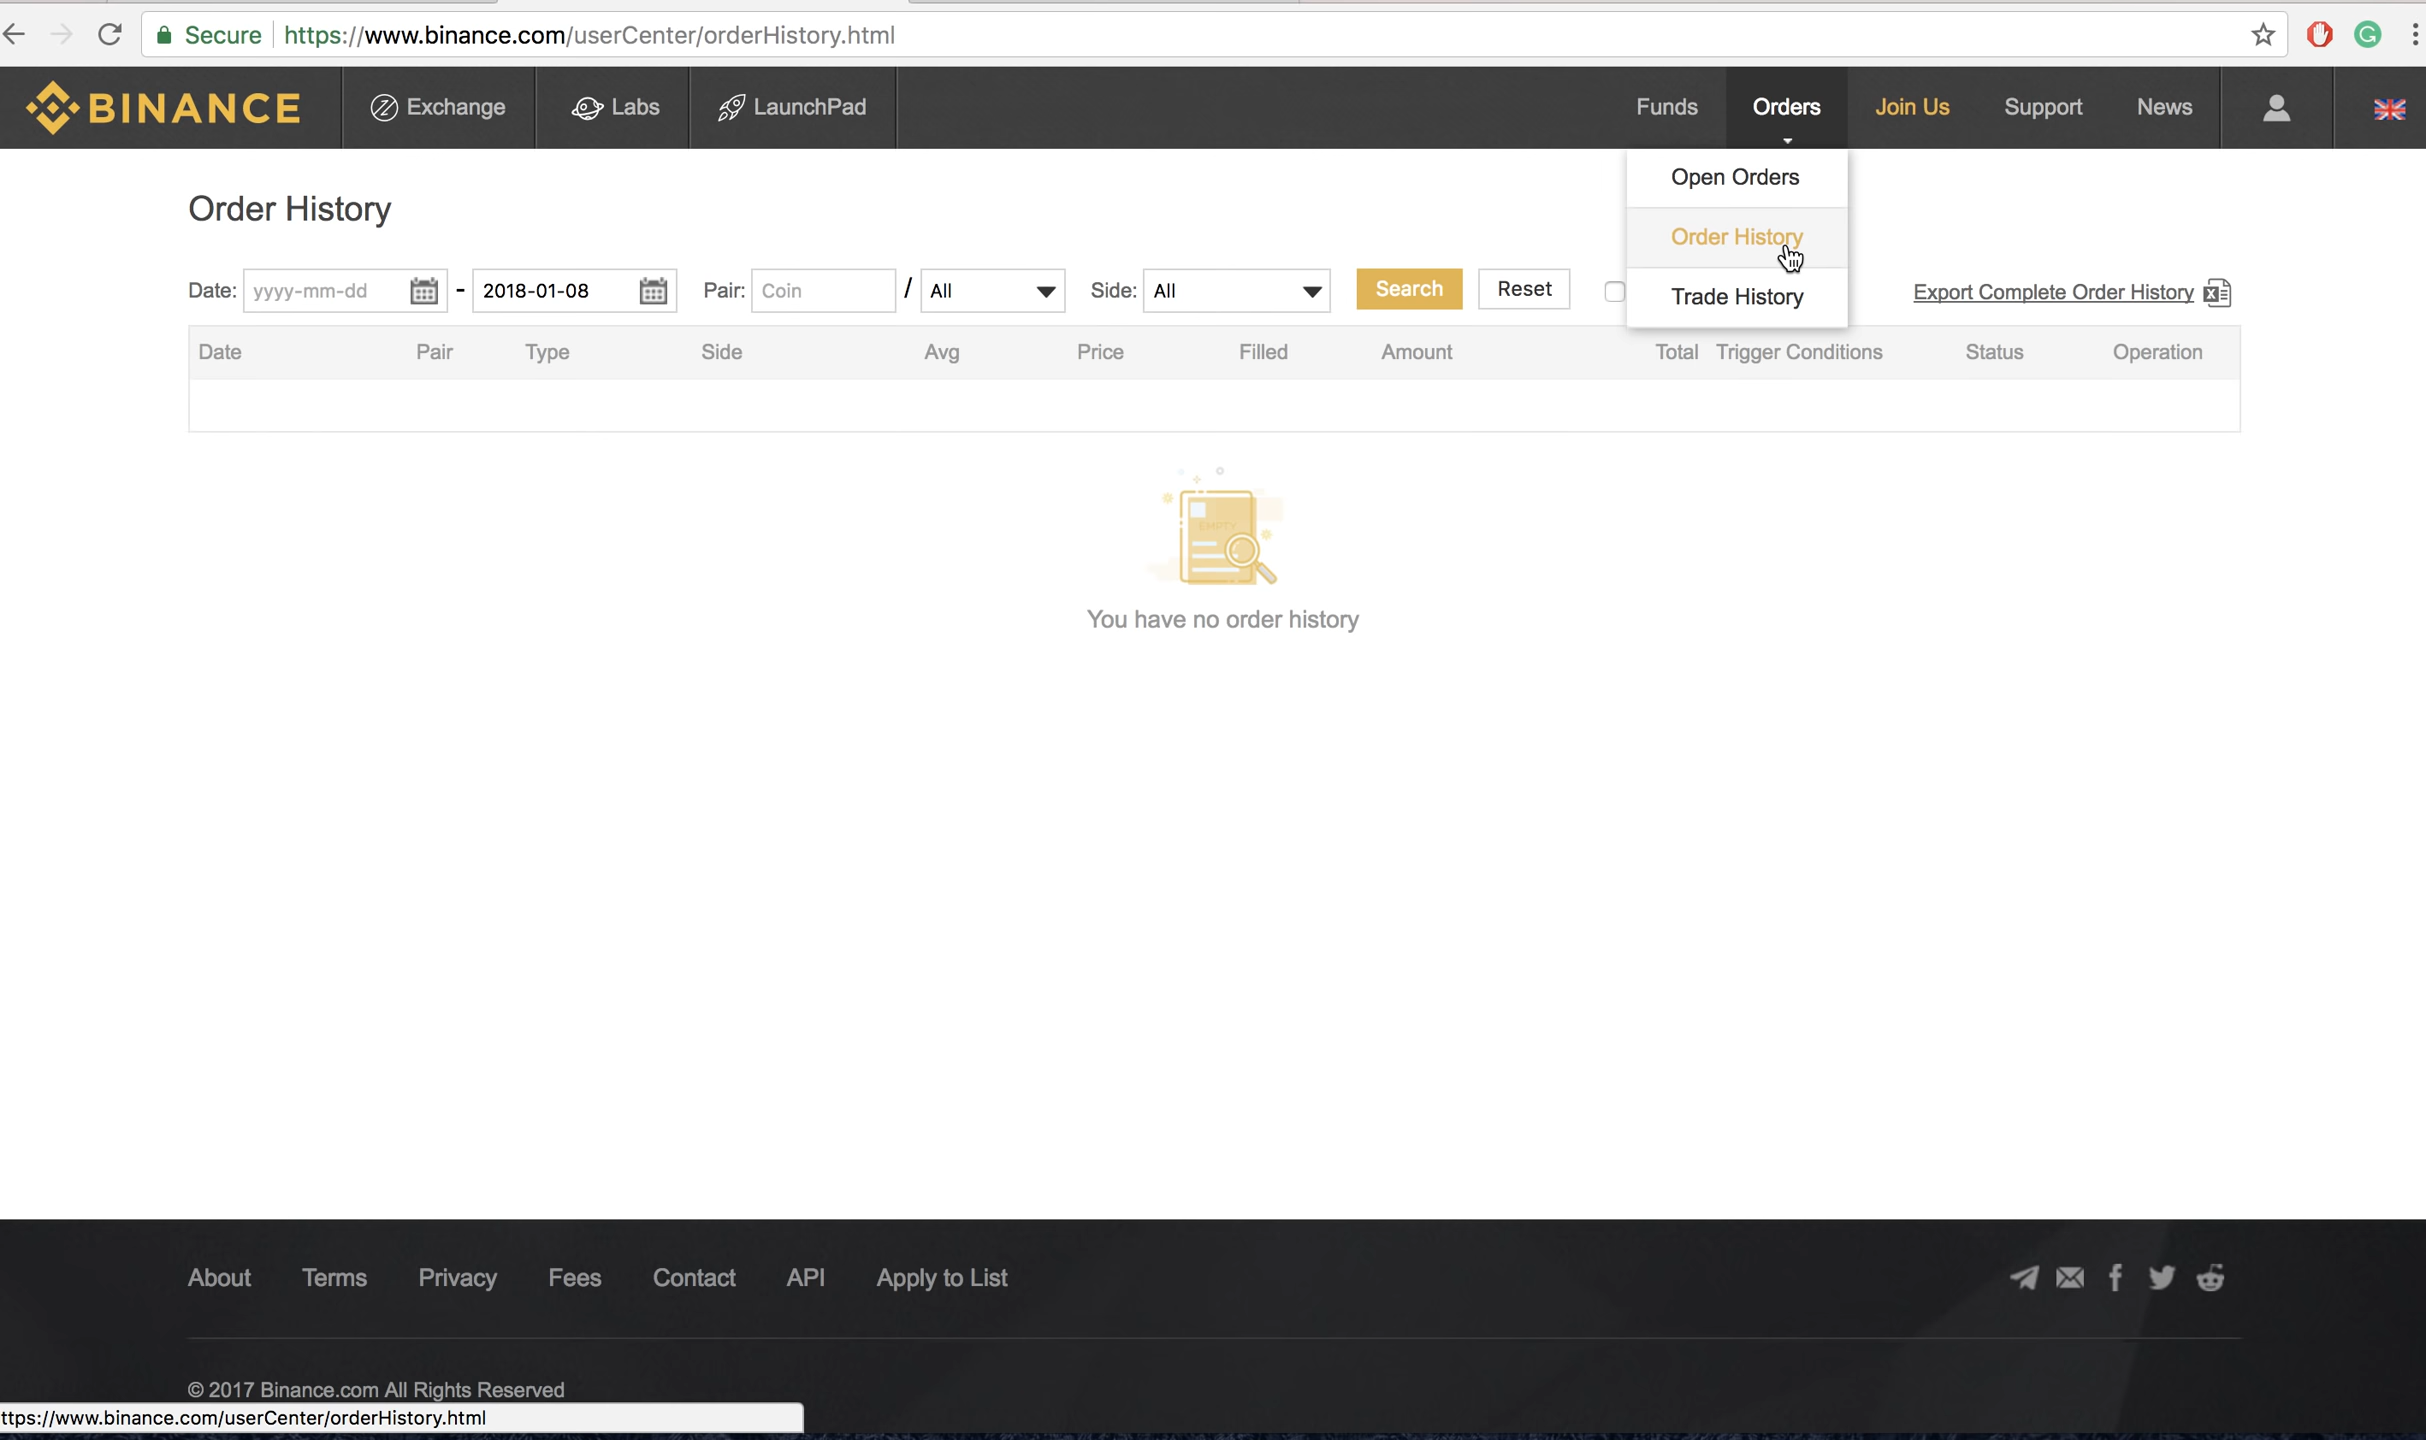 Secure https://www.binance.com/userCenter/orderHistory.html
BINANCE Exchange Labs LaunchPad Funds Orders Join Us Support News
Open Orders
Order History
Trade History
Order History
Date: yyyy-mm-dd - 2018-01-08 Pair: Coin / All Side: All Search Reset Export Complete Order History
Date Pair Type Side Avg Price Filled Amount Total Trigger Conditions Status Operation
EMPTY
You have no order history
About Terms Privacy Fees Contact API Apply to List
© 2017 Binance.com All Rights Reserved
ttps://www.binance.com/userCenter/orderHistory.html